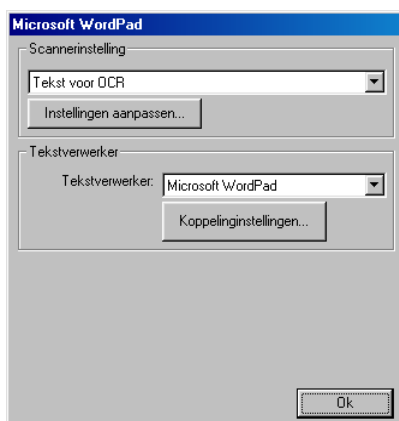 Microsoft WordPad
Scannerinstelling
Tekst voor OCR
Instellingen aanpassen...
Tekstverwerker
Tekstverwerker: Microsoft WordPad
Koppelinginstellingen...
Ok